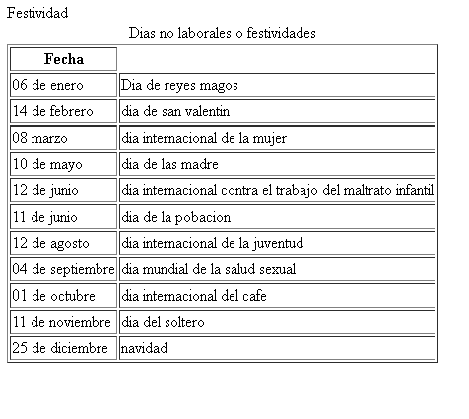 Festividad
Dias no laborales o festividades
Fecha
06 de enero Dia de reyes magos
14 de febrero dia de san valentin
08 marzo dia internacional de la mujer
10 de mayo dia de las madre
12 de junio dia internacional contra el trabajo del maltrato infantil
11 de junio dia de la pobacion
12 de agosto dia internacional de la juventud
04 de septiembre dia mundial de la salud sexual
01 de octubre dia internacional del cafe
11 de noviembre dia del soltero
25 de diciembre navidad